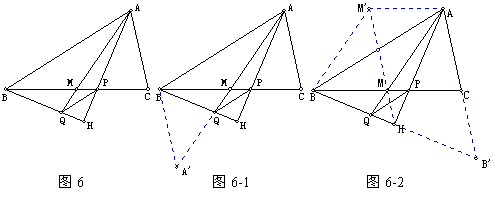 A A M′ A
B M P C B M P C B M P C
Q H Q H Q H
A′ B′
图 6 图 6-1 图 6-2